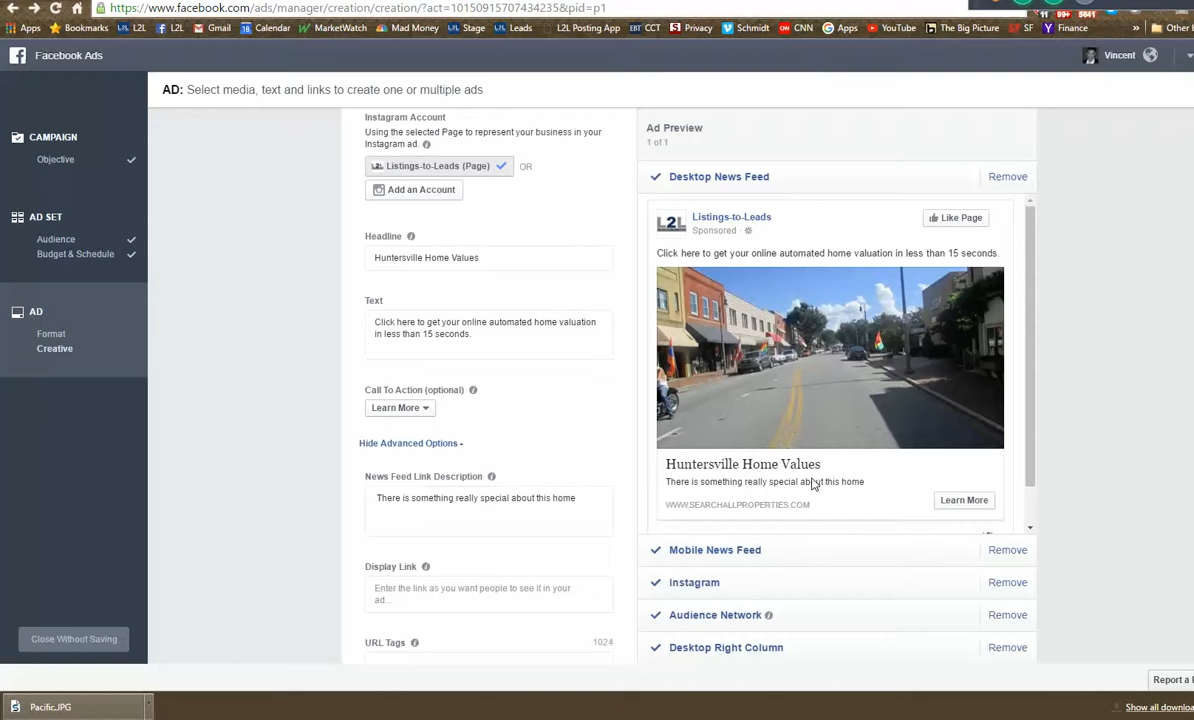 https://www.facebook.com/ads/manager/creation/creation/?act=10150915707434235&pid=p1
Apps Bookmarks L2L L2L Gmail Calendar MarketWatch Mad Money Stage Leads L2L Posting App EBT CCT Privacy Schmidt CNN Apps YouTube The Big Picture SF Finance » Other
11 99+ 5641
Facebook Ads
Vincent
AD: Select media, text and links to create one or multiple ads
CAMPAIGN
Objective
AD SET
Audience
Budget & Schedule
AD
Format
Creative
Close Without Saving
Instagram Account
Using the selected Page to represent your business in your
Instagram ad.
L2L Listings-to-Leads (Page) OR
Add an Account
Headline
Huntersville Home Values
Text
Click here to get your online automated home valuation
in less than 15 seconds.
Call To Action (optional)
Learn More
Hide Advanced Options
News Feed Link Description
There is something really special about this home
Display Link
Enter the link as you want people to see it in your
ad...
URL Tags 1024
Ad Preview
1 of 1
Desktop News Feed Remove
L2L
Listings-to-Leads
Sponsored ·
Like Page
Click here to get your online automated home valuation in less than 15 seconds.
Huntersville Home Values
There is something really special about this home
WWW.SEARCHALLPROPERTIES.COM
Learn More
Mobile News Feed Remove
Instagram Remove
Audience Network Remove
Desktop Right Column Remove
Report a
Pacific.JPG
Show all downloa